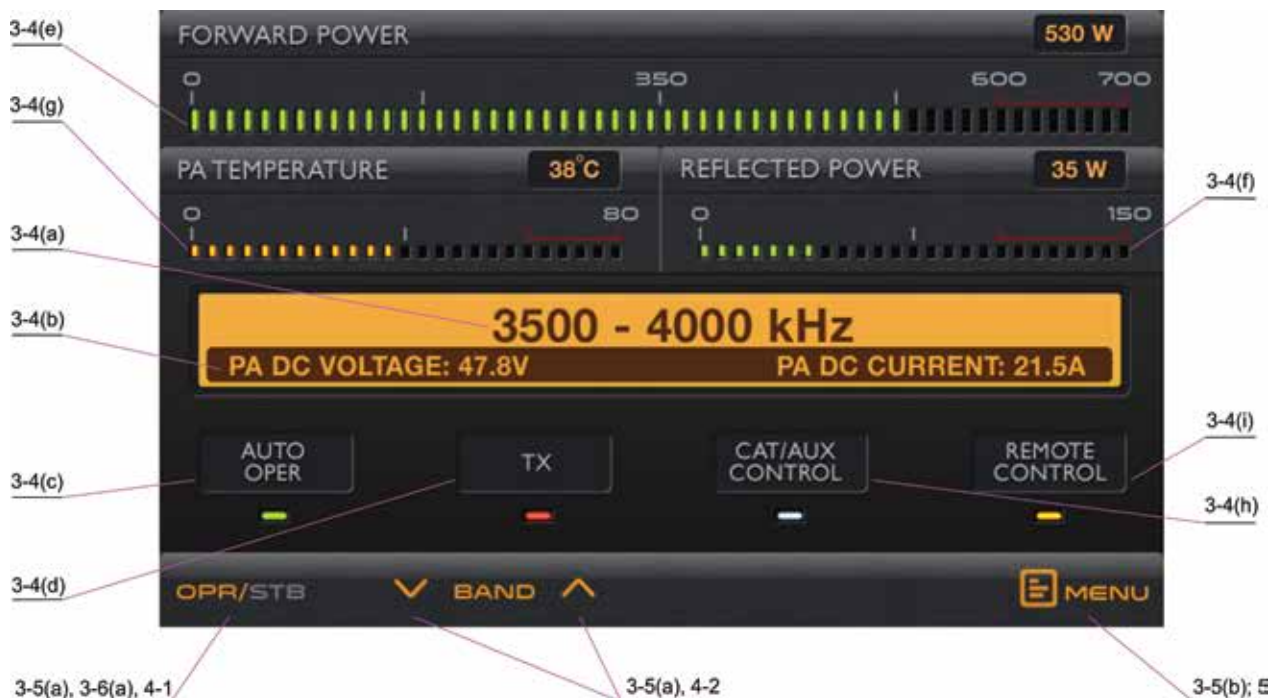 3-4(e)
FORWARD POWER 530 W
0 350 600 700
3-4(g)
PA TEMPERATURE 38°C REFLECTED POWER 35 W
3-4(f)
0 80 0 150
3-4(a)
3500 - 4000 kHz
3-4(b)
PA DC VOLTAGE: 47.8V PA DC CURRENT: 21.5A
3-4(i)
AUTO OPER TX CAT/AUX CONTROL REMOTE CONTROL
3-4(c)
3-4(h)
3-4(d)
OPR/STB BAND MENU
3-5(a), 3-6(a), 4-1 3-5(a), 4-2 3-5(b); 5